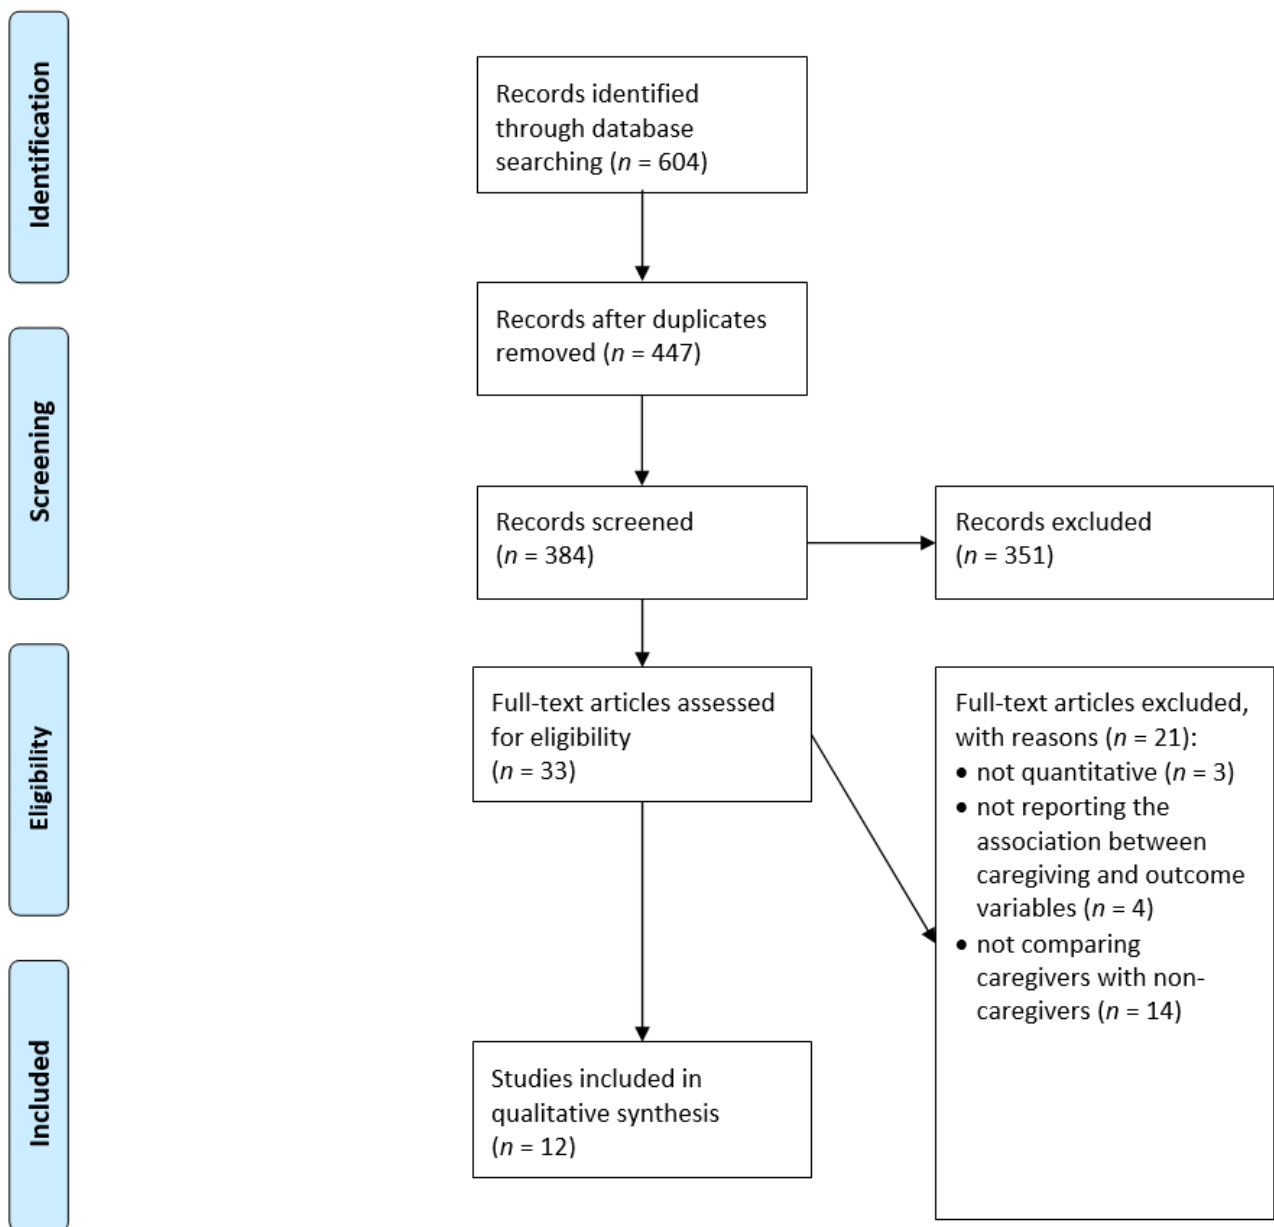 Identification
Records identified
through database
searching (n = 604)
Records after duplicates
removed (n = 447)
Screening
Records screened
(n = 384)
Records excluded
(n = 351)
Eligibility
Full-text articles assessed
for eligibility
(n = 33)
Full-text articles excluded,
with reasons (n = 21):
• not quantitative (n = 3)
• not reporting the
association between
caregiving and outcome
variables (n = 4)
• not comparing
caregivers with non-
caregivers (n = 14)
Included
Studies included in
qualitative synthesis
(n = 12)